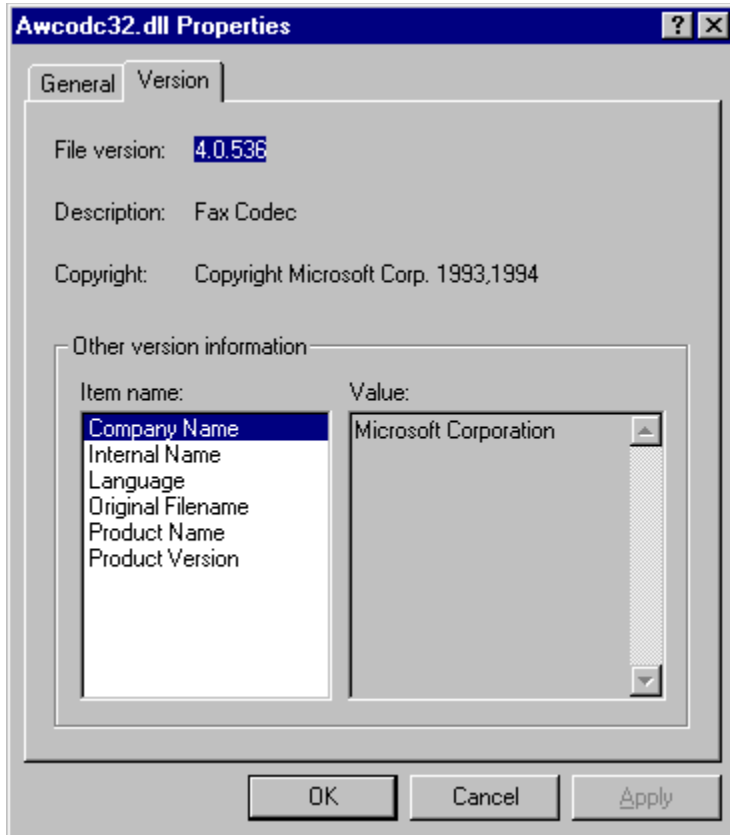 Awcodc32.dll Properties
General Version
File version: 4.0.536
Description: Fax Codec
Copyright: Copyright Microsoft Corp. 1993,1994
Other version information
Item name: Value:
Company Name Microsoft Corporation
Internal Name
Language
Original Filename
Product Name
Product Version
OK Cancel Apply